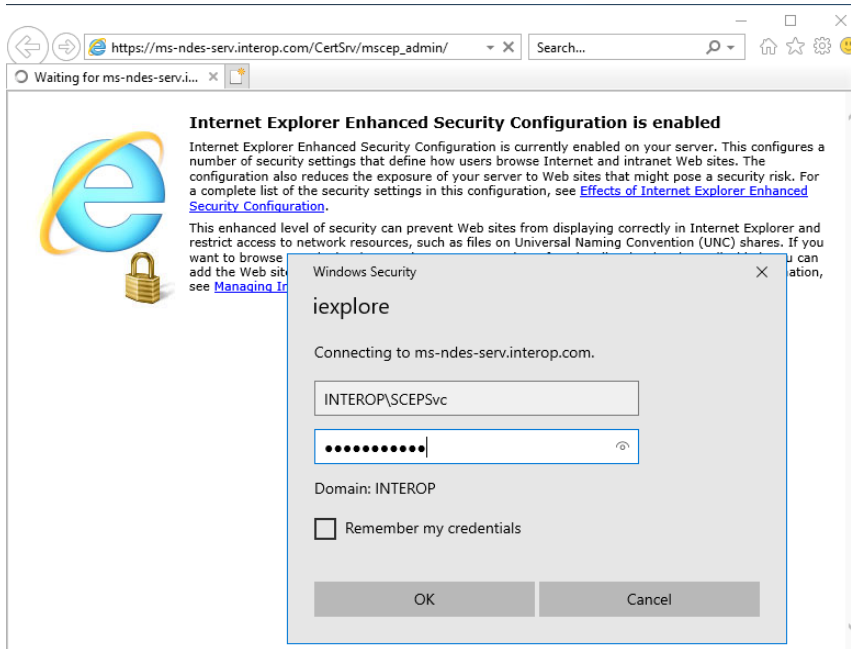 https://ms-ndes-serv.interop.com/CertSrv/mscep_admin/
Search...
Waiting for ms-ndes-serv.i...
Internet Explorer Enhanced Security Configuration is enabled
Internet Explorer Enhanced Security Configuration is currently enabled on your server. This configures a
number of security settings that define how users browse Internet and intranet Web sites. The
configuration also reduces the exposure of your server to Web sites that might pose a security risk. For
a complete list of the security settings in this configuration, see Effects of Internet Explorer Enhanced
Security Configuration.
This enhanced level of security can prevent Web sites from displaying correctly in Internet Explorer and
restrict access to network resources, such as files on Universal Naming Convention (UNC) shares. If you
want to browse
u can
add the Web
ation,
see Managing
Windows Security
iexplore
Connecting to ms-ndes-serv.interop.com.
INTEROP\SCEPSvc
●●●●●●●●●●●
Domain: INTEROP
Remember my credentials
OK
Cancel